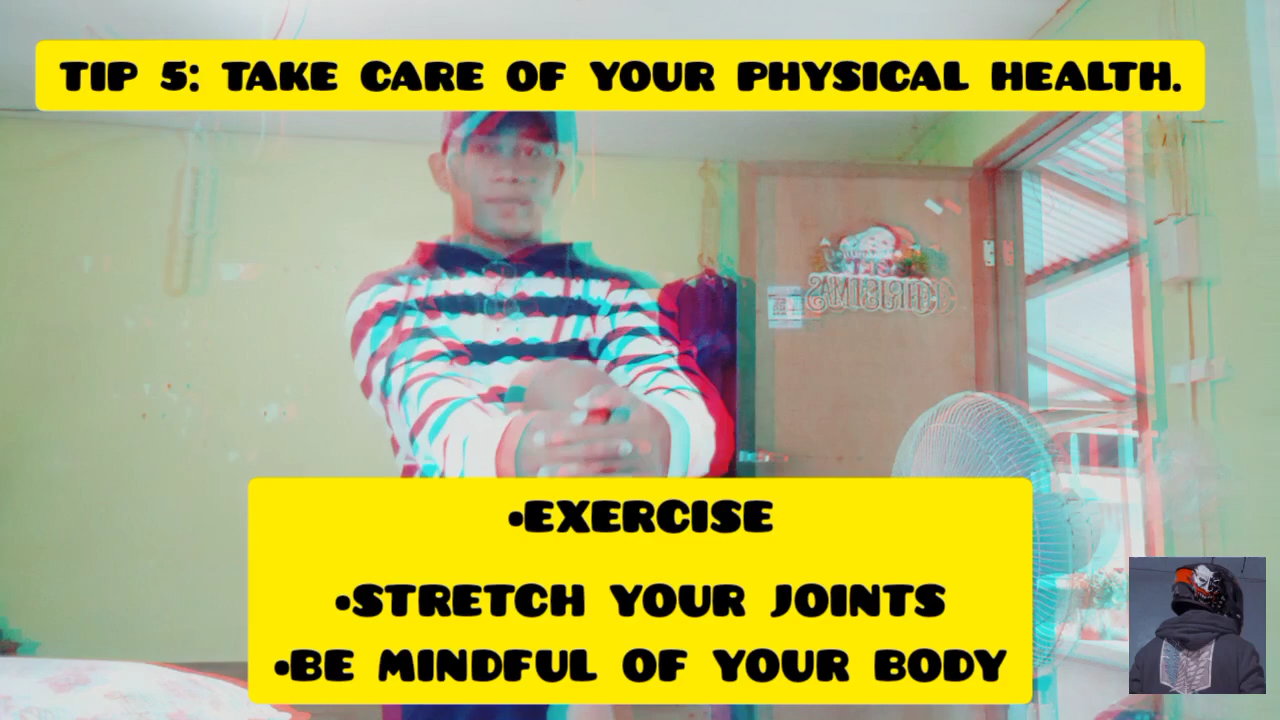 TIP 5: TAKE CARE OF YOUR PHYSICAL HEALTH.
•EXERCISE
•STRETCH YOUR JOINTS
•BE MINDFUL OF YOUR BODY